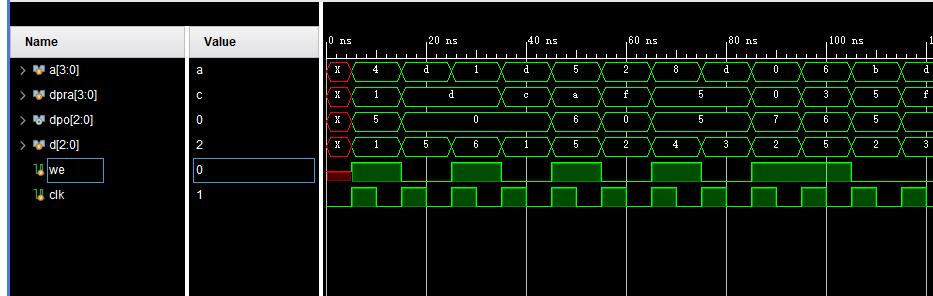 Name Value
0 ns 20 ns 40 ns 60 ns 80 ns 100 ns 1
a[3:0] a X 4 d 1 d 5 2 8 d 0 6 b d
dpra[3:0] c X 1 d c a f 5 0 3 5 f
dpo[2:0] 0 X 5 0 6 0 5 7 6 5
d[2:0] 2 X 1 5 6 1 5 2 4 3 2 5 2 3
we 0
clk 1